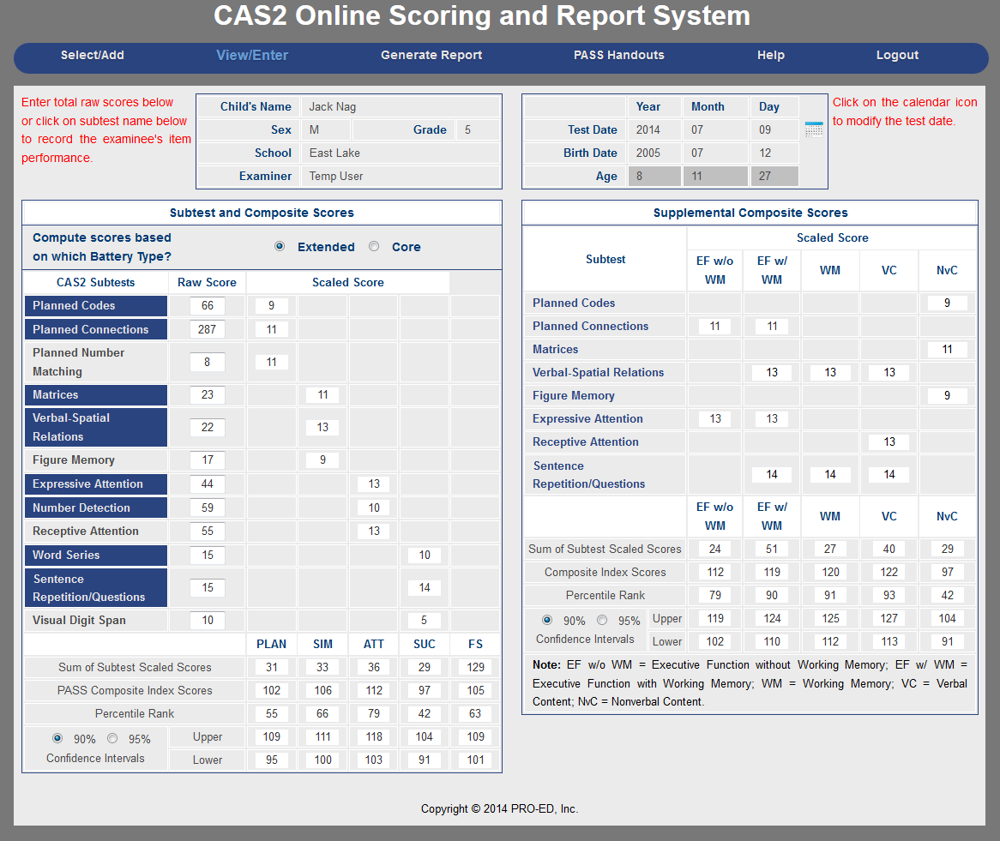 CAS2 Online Scoring and Report System
Select/Add View/Enter Generate Report PASS Handouts Help Logout
Enter total raw scores below
or click on subtest name below
to record the examinee's item
performance.
Child's Name Jack Nag
Sex M Grade 5
School East Lake
Examiner Temp User
Year Month Day
Test Date 2014 07 09
Birth Date 2005 07 12
Age 8 11 27
Click on the calendar icon
to modify the test date.
Subtest and Composite Scores
Compute scores based
on which Battery Type?
Extended Core
CAS2 Subtests Raw Score Scaled Score
Planned Codes 66 9
Planned Connections 287 11
Planned Number
Matching
8 11
Matrices 23 11
Verbal-Spatial
Relations
22 13
Figure Memory 17 9
Expressive Attention 44 13
Number Detection 59 10
Receptive Attention 55 13
Word Series 15 10
Sentence
Repetition/Questions
15 14
Visual Digit Span 10 5
PLAN SIM ATT SUC FS
Sum of Subtest Scaled Scores 31 33 36 29 129
PASS Composite Index Scores 102 106 112 97 105
Percentile Rank 55 66 79 42 63
90% 95% Upper 109 111 118 104 109
Confidence Intervals Lower 95 100 103 91 101
Supplemental Composite Scores
Subtest
Scaled Score
EF w/o
WM
EF w/
WM
WM VC NvC
Planned Codes 9
Planned Connections 11 11
Matrices 11
Verbal-Spatial Relations 13 13 13
Figure Memory 9
Expressive Attention 13 13
Receptive Attention 13
Sentence
Repetition/Questions
14 14 14
EF w/o
WM
EF w/
WM
WM VC NvC
Sum of Subtest Scaled Scores 24 51 27 40 29
Composite Index Scores 112 119 120 122 97
Percentile Rank 79 90 91 93 42
90% 95% Upper 119 124 125 127 104
Confidence Intervals Lower 102 110 112 113 91
Note: EF w/o WM = Executive Function without Working Memory; EF w/ WM =
Executive Function with Working Memory; WM = Working Memory; VC = Verbal
Content; NvC = Nonverbal Content.
Copyright © 2014 PRO-ED, Inc.